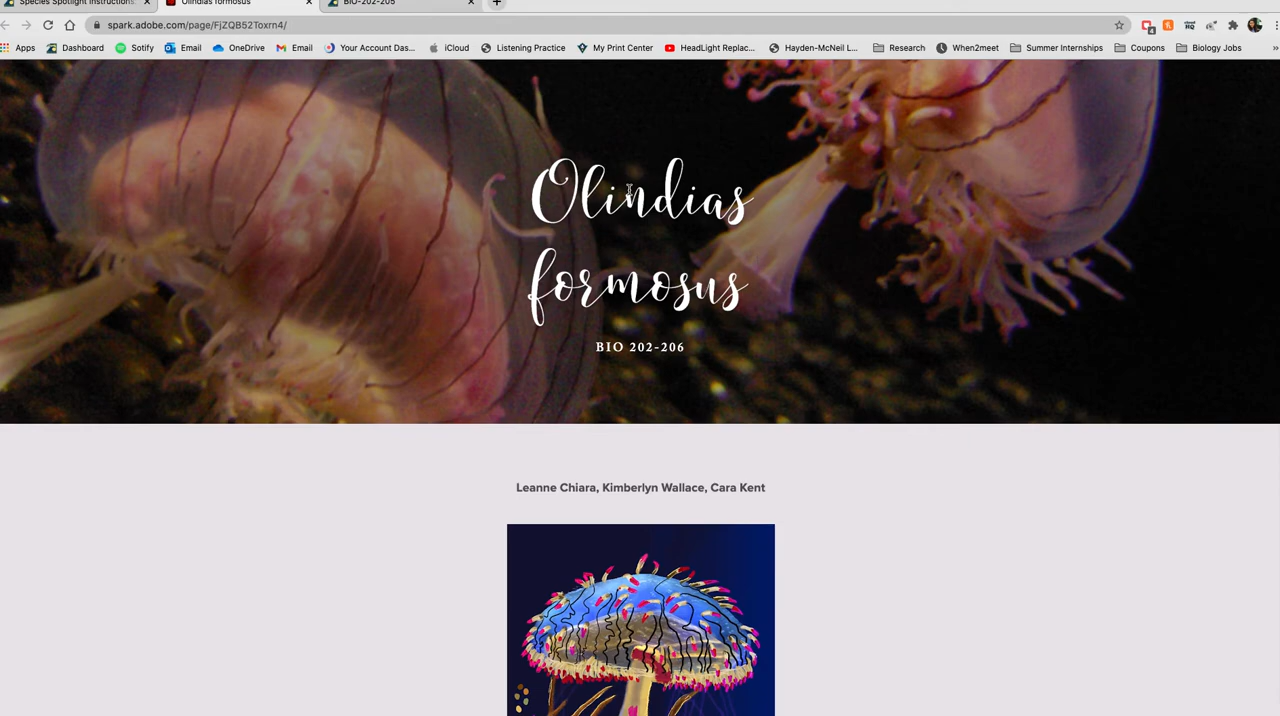 Species Spotlight Instructions:
Olindias formosus
BIO-202-205
spark.adobe.com/page/FjZQB52Toxrn4/
4
Apps Dashboard Spotify Email OneDrive Email Your Account Das... iCloud Listening Practice My Print Center HeadLight Replac... Hayden-McNeil L... Research When2meet Summer Internships Coupons Biology Jobs »
Olindias
formosus
BIO 202-206
Leanne Chiara, Kimberlyn Wallace, Cara Kent